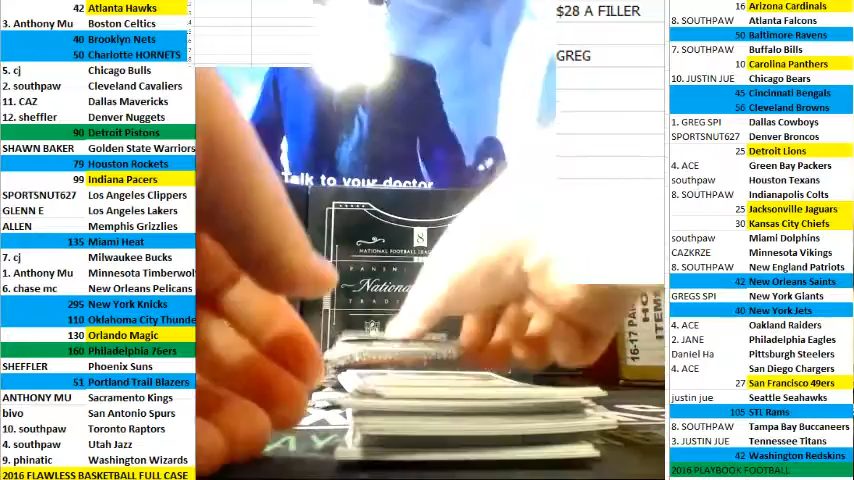 42 Atlanta Hawks
3. Anthony Mu Boston Celtics
40 Brooklyn Nets
50 Charlotte HORNETS
5. cj Chicago Bulls
2. southpaw Cleveland Cavaliers
11. CAZ Dallas Mavericks
12. sheffler Denver Nuggets
90 Detroit Pistons
SHAWN BAKER Golden State Warriors
79 Houston Rockets
99 Indiana Pacers
SPORTSNUT627 Los Angeles Clippers
GLENN E Los Angeles Lakers
ALLEN Memphis Grizzlies
135 Miami Heat
7. cj Milwaukee Bucks
1. Anthony Mu Minnesota Timberwol
6. chase mc New Orleans Pelicans
295 New York Knicks
110 Oklahoma City Thunde
130 Orlando Magic
160 Philadelphia 76ers
SHEFFLER Phoenix Suns
51 Portland Trail Blazers
ANTHONY MU Sacramento Kings
bivo San Antonio Spurs
10. southpaw Toronto Raptors
4. southpaw Utah Jazz
9. phinatic Washington Wizards
2016 FLAWLESS BASKETBALL FULL CASE
$28 A FILLER
GREG
Talk to your doctor
8
NATIONAL FOOTBALL LEAG
PANINI
National
16-17 PA
HO
ITEMS
16 Arizona Cardinals
8. SOUTHPAW Atlanta Falcons
50 Baltimore Ravens
7. SOUTHPAW Buffalo Bills
10 Carolina Panthers
10. JUSTIN JUE Chicago Bears
45 Cincinnati Bengals
56 Cleveland Browns
1. GREG SPI Dallas Cowboys
SPORTSNUT627 Denver Broncos
25 Detroit Lions
4. ACE Green Bay Packers
southpaw Houston Texans
8. SOUTHPAW Indianapolis Colts
25 Jacksonville Jaguars
30 Kansas City Chiefs
southpaw Miami Dolphins
CAZKRZE Minnesota Vikings
8. SOUTHPAW New England Patriots
42 New Orleans Saints
GREGS SPI New York Giants
40 New York Jets
4. ACE Oakland Raiders
2. JANE Philadelphia Eagles
Daniel Ha Pittsburgh Steelers
4. ACE San Diego Chargers
27 San Francisco 49ers
justin jue Seattle Seahawks
105 STL Rams
8. SOUTHPAW Tampa Bay Buccaneers
3. JUSTIN JUE Tennessee Titans
42 Washington Redskins
2016 PLAYBOOK FOOTBALL